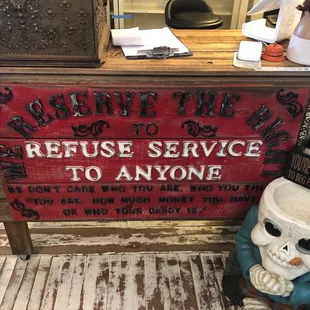 WE RESERVE THE RIGHT
TO
REFUSE SERVICE
TO ANYONE
WE DON'T CARE WHO YOU ARE, WHO YOU THINK
YOU ARE, HOW MUCH MONEY YOU HAVE
OR WHO YOUR DADDY IS